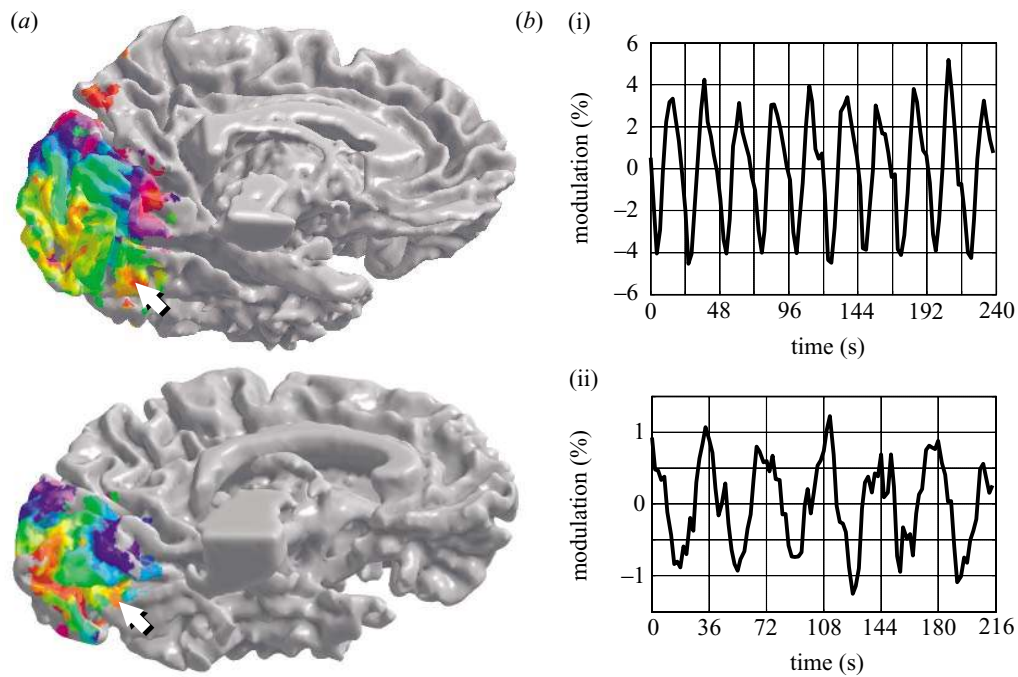 (a)
(b)
(i)
6
4
2
0
–2
–4
–6
modulation (%)
0 48 96 144 192 240
time (s)
(ii)
1
0
–1
modulation (%)
0 36 72 108 144 180 216
time (s)